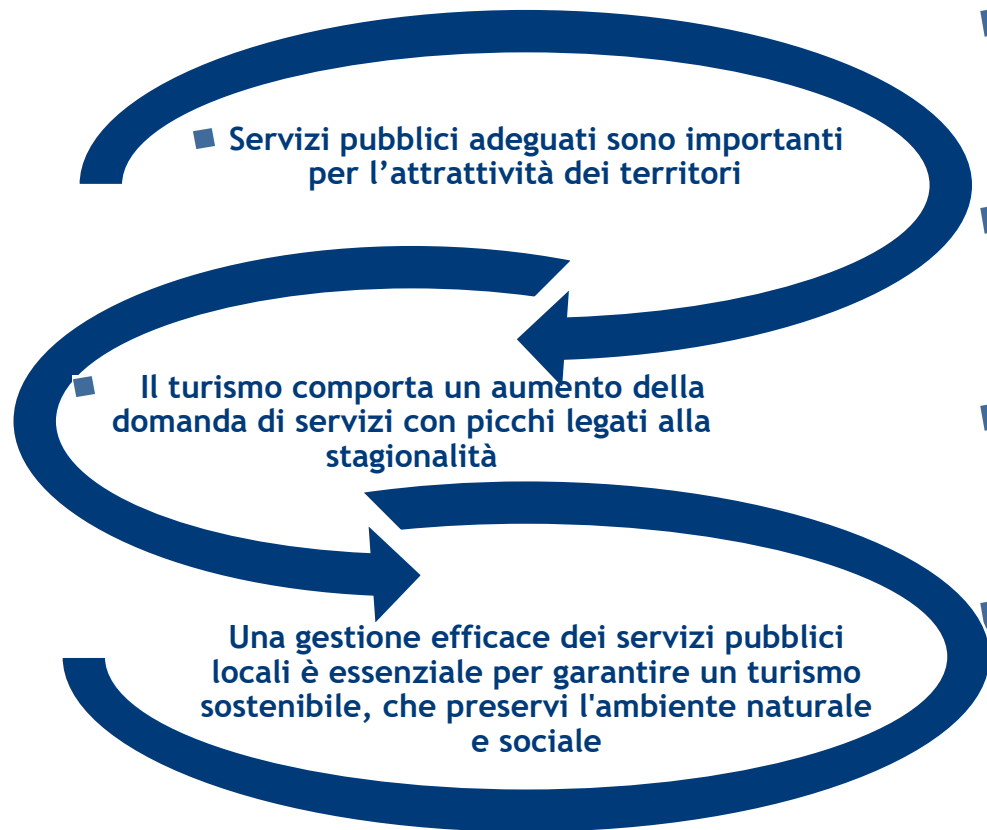 Servizi pubblici adeguati sono importanti
per l’attrattività dei territori
Il turismo comporta un aumento della
domanda di servizi con picchi legati alla
stagionalità
Una gestione efficace dei servizi pubblici
locali è essenziale per garantire un turismo
sostenibile, che preservi l'ambiente naturale
e sociale